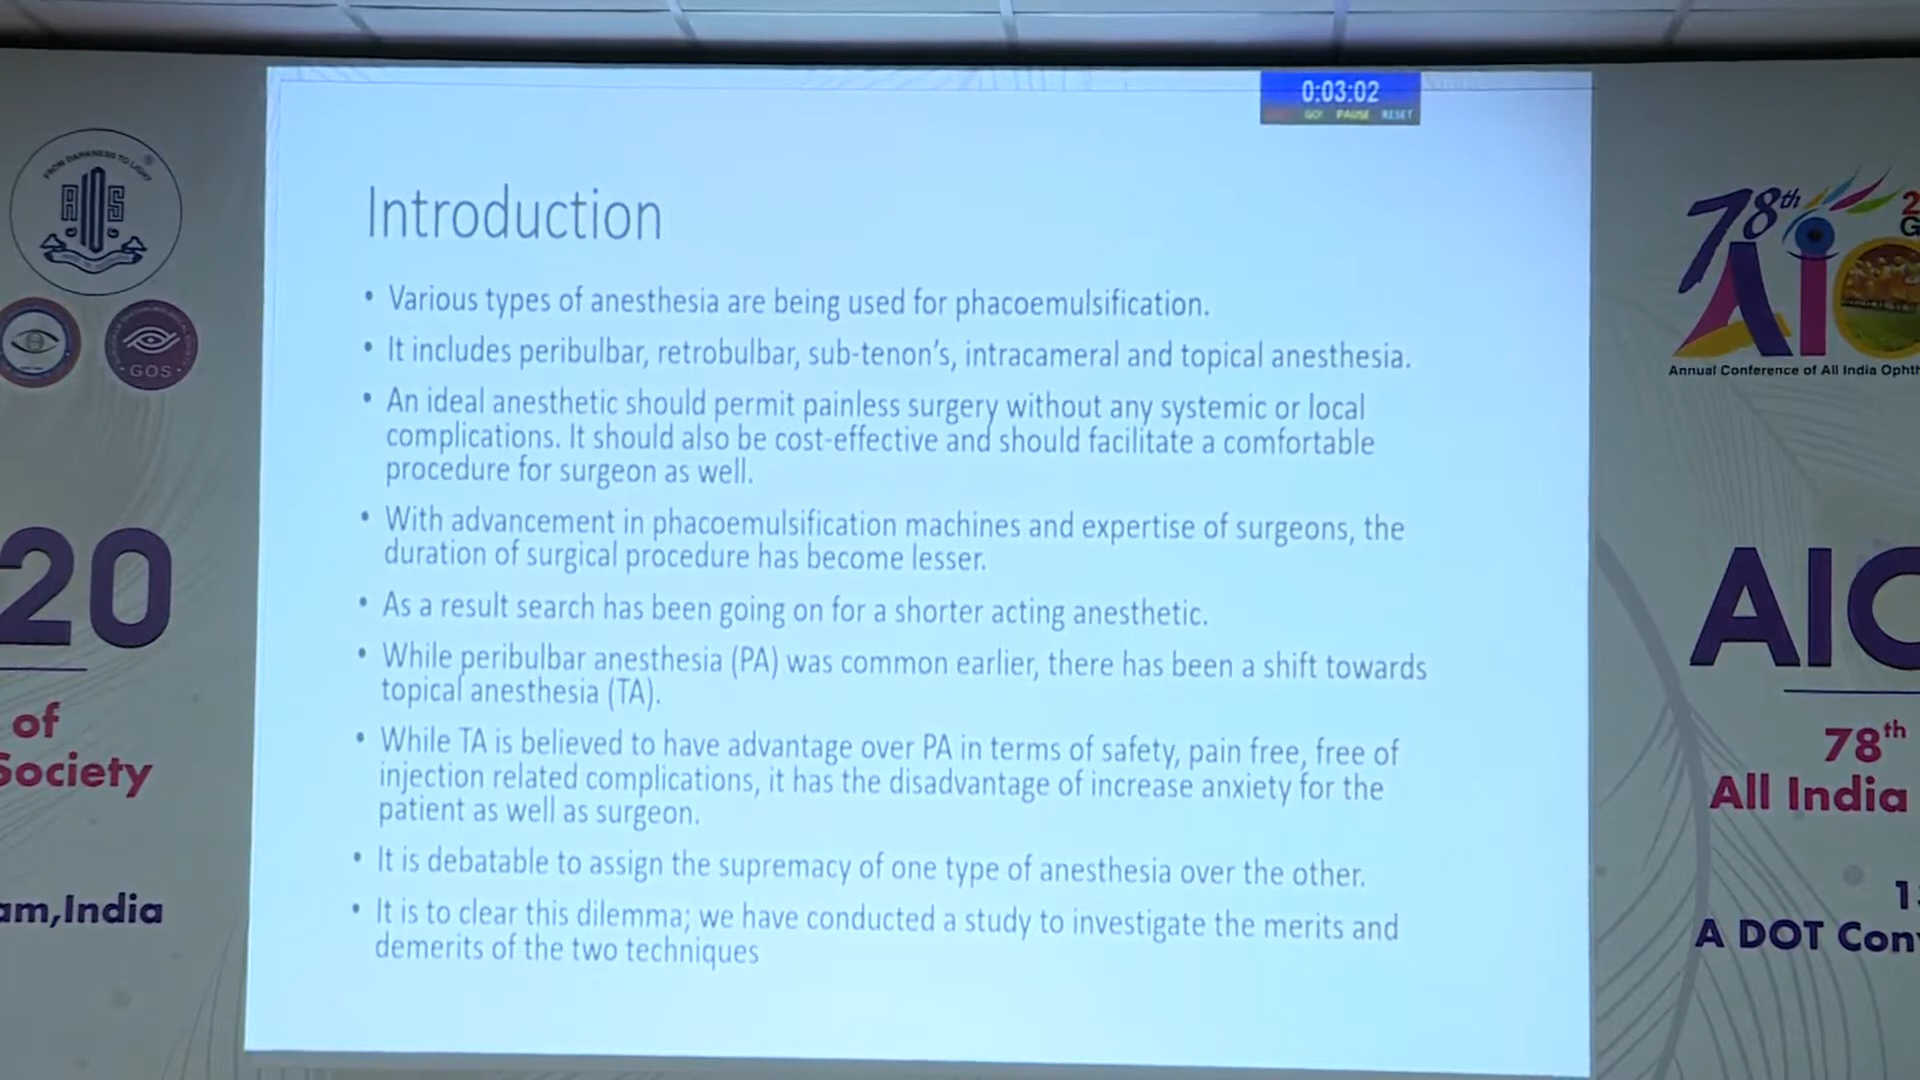 0:03:02
GO! PAUSE RESET
Introduction
• Various types of anesthesia are being used for phacoemulsification.
• It includes peribulbar, retrobulbar, sub-tenon's, intracameral and topical anesthesia.
• An ideal anesthetic should permit painless surgery without any systemic or local
complications. It should also be cost-effective and should facilitate a comfortable
procedure for surgeon as well.
• With advancement in phacoemulsification machines and expertise of surgeons, the
duration of surgical procedure has become lesser.
• As a result search has been going on for a shorter acting anesthetic.
• While peribulbar anesthesia (PA) was common earlier, there has been a shift towards
topical anesthesia (TA).
• While TA is believed to have advantage over PA in terms of safety, pain free, free of
injection related complications, it has the disadvantage of increase anxiety for the
patient as well as surgeon.
• It is debatable to assign the supremacy of one type of anesthesia over the other.
• It is to clear this dilemma; we have conducted a study to investigate the merits and
demerits of the two techniques
FROM DARKNESS TO LIGHT
AIOS
GOS
20
of
Society
am,India
78th
AIO
Annual Conference of All India Ophth
AIO
78th
All India
A DOT Con